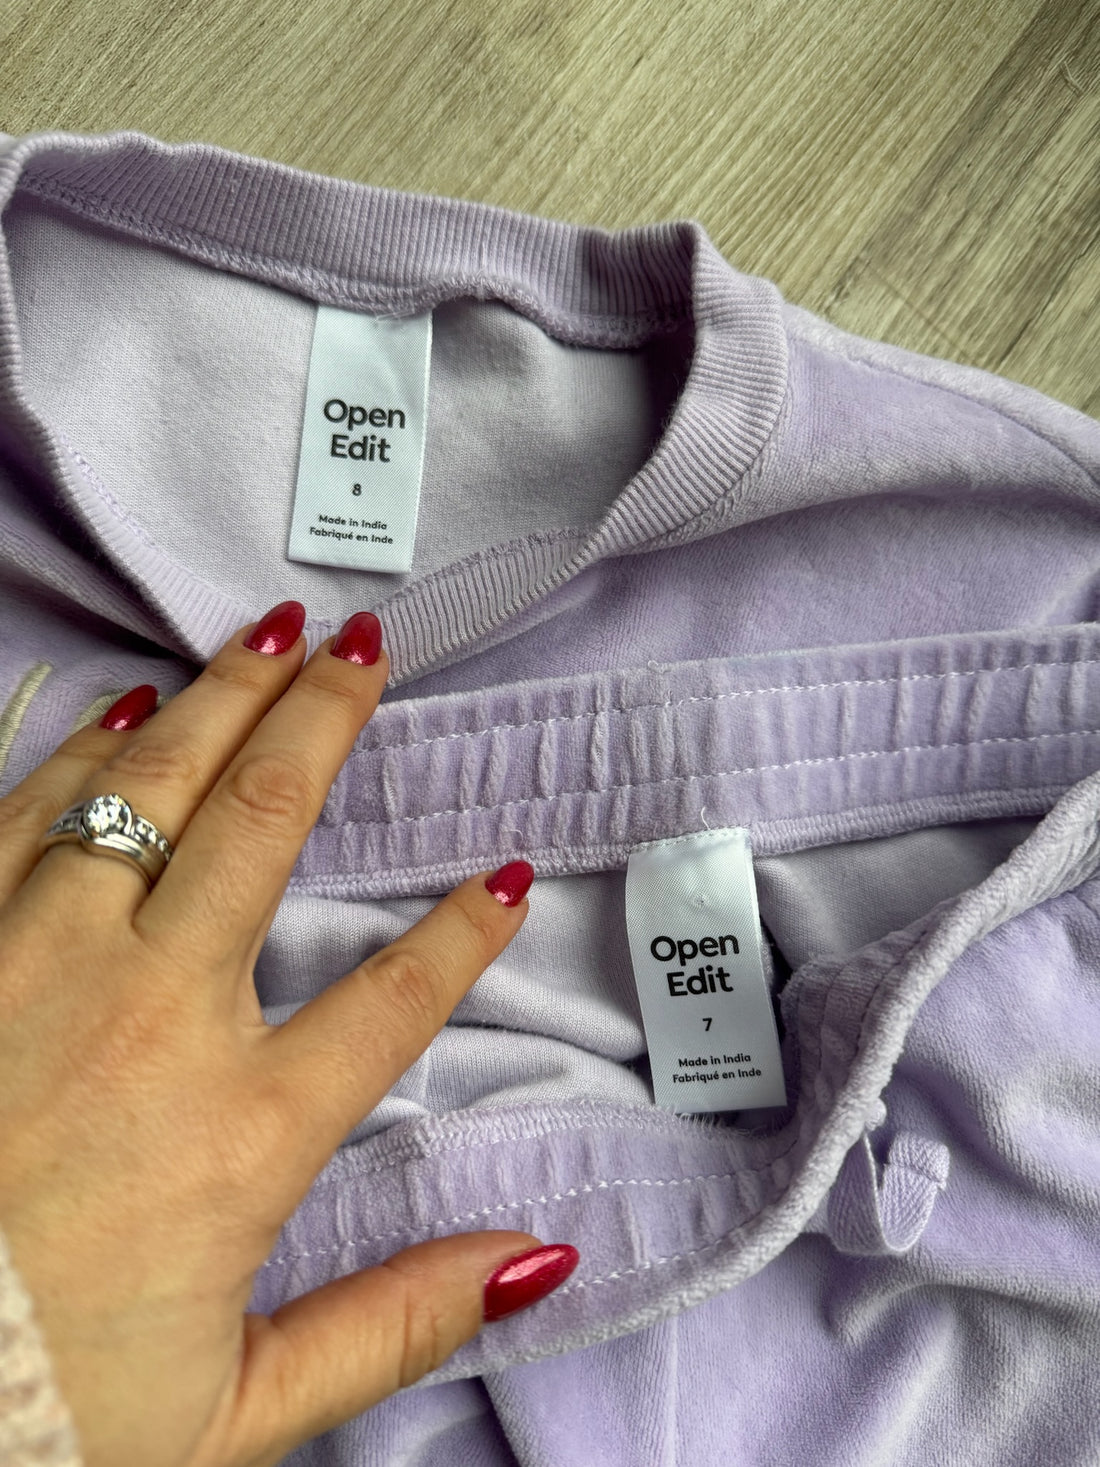 Open
Edit
8
Made in India
Fabriqué en Inde
Open
Edit
7
Made in India
Fabriqué en Inde